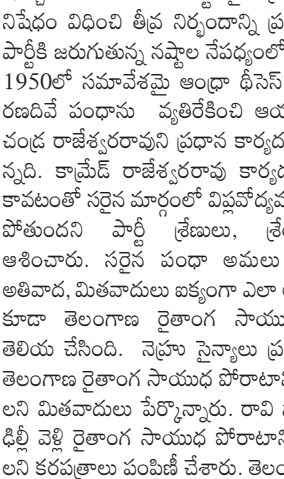 నిషేధం విధించి తీవ్ర నిర్బంధాన్ని ప్ర
పార్టీకి జరుగుతున్న నష్టాల నేపధ్యంలో
1950లో సమావేశమై ఆంధ్రా థీసెస్
రణదివే పంధాను వ్యతిరేకించి ఆయ
చండ్ర రాజేశ్వరరావుని ప్రధాన కార్యద
న్నది. కామ్రేడ్ రాజేశ్వరరావు కార్యద
కావటంతో సరైన మార్గంలో విప్లవోద్యమ
పోతుందని పార్టీ శ్రేణులు, శ్రే
ఆశించారు. సరైన పంధా అమలు
అతివాద, మితవాదులు ఐక్యంగా ఎలా
కూడా తెలంగాణ రైతాంగ సాయు
తెలియ చేసింది. నెహ్రు సైన్యాలు ప్ర
తెలంగాణ రైతాంగ సాయుధ పోరాటా
లని మితవాదులు పేర్కొన్నారు. రావి
ఢిల్లీ వెళ్లి రైతాంగ సాయుధ పోరాటాని
లని కరపత్రాలు పంపిణీ చేశారు. తెలం